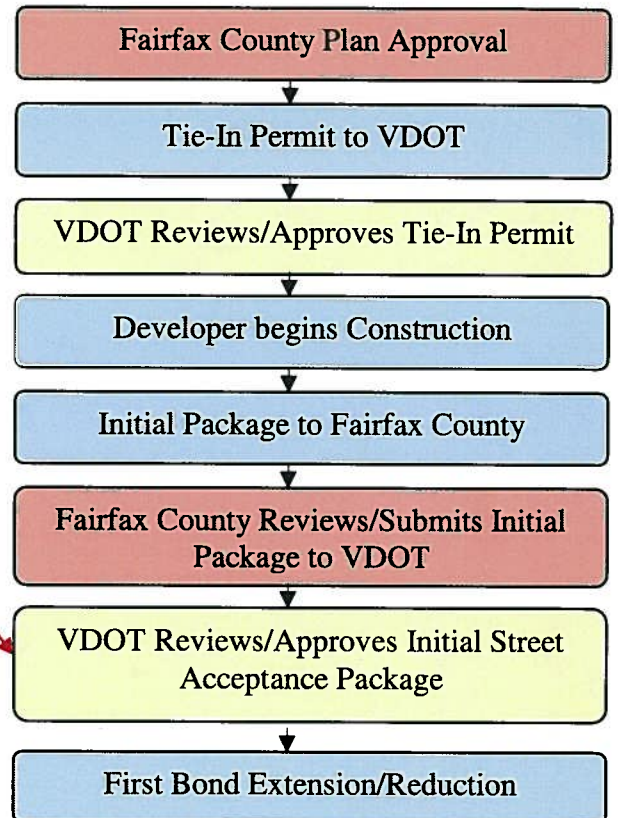 Fairfax County Plan Approval
Tie-In Permit to VDOT
VDOT Reviews/Approves Tie-In Permit
Developer begins Construction
Initial Package to Fairfax County
Fairfax County Reviews/Submits Initial
Package to VDOT
VDOT Reviews/Approves Initial Street
Acceptance Package
First Bond Extension/Reduction